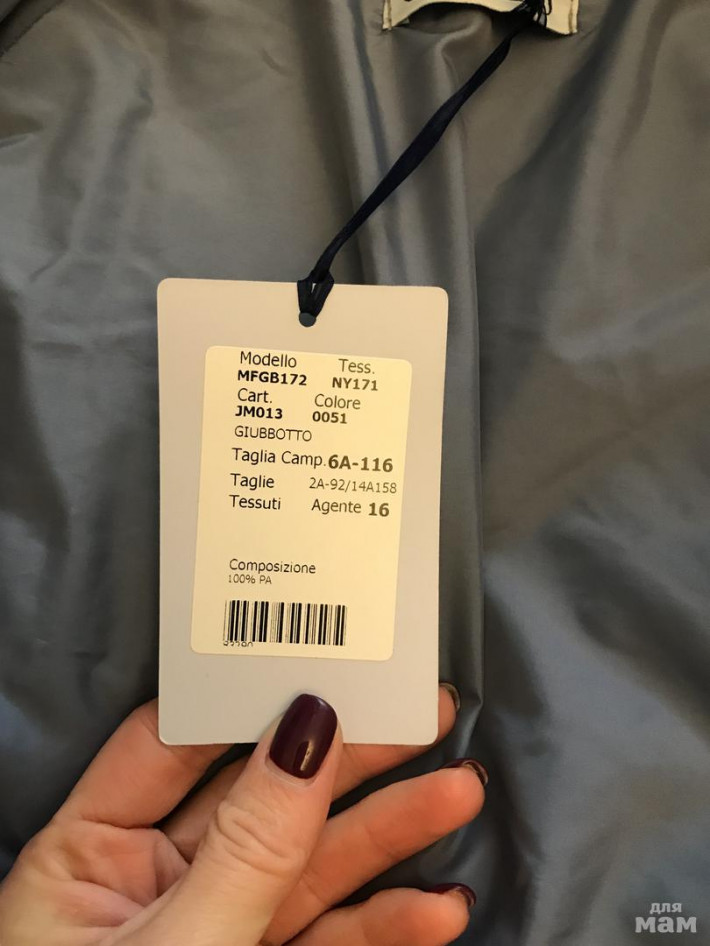 Modello Tess.
MFGB172 NY171
Cart. Colore
JM013 0051
GIUBBOTTO
Taglia Camp. 6A-116
Taglie 2A-92/14A158
Tessuti Agente 16
Composizione
100% PA
для
мам